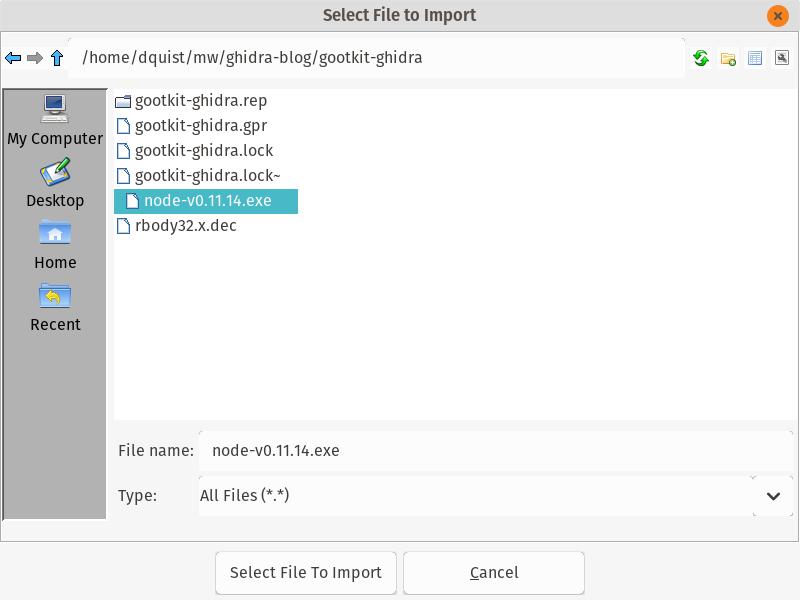 Select File to Import
/home/dquist/mw/ghidra-blog/gootkit-ghidra
My Computer
Desktop
Home
Recent
gootkit-ghidra.rep
gootkit-ghidra.gpr
gootkit-ghidra.lock
gootkit-ghidra.lock~
node-v0.11.14.exe
rbody32.x.dec
File name: node-v0.11.14.exe
Type: All Files (*.*)
Select File To Import Cancel